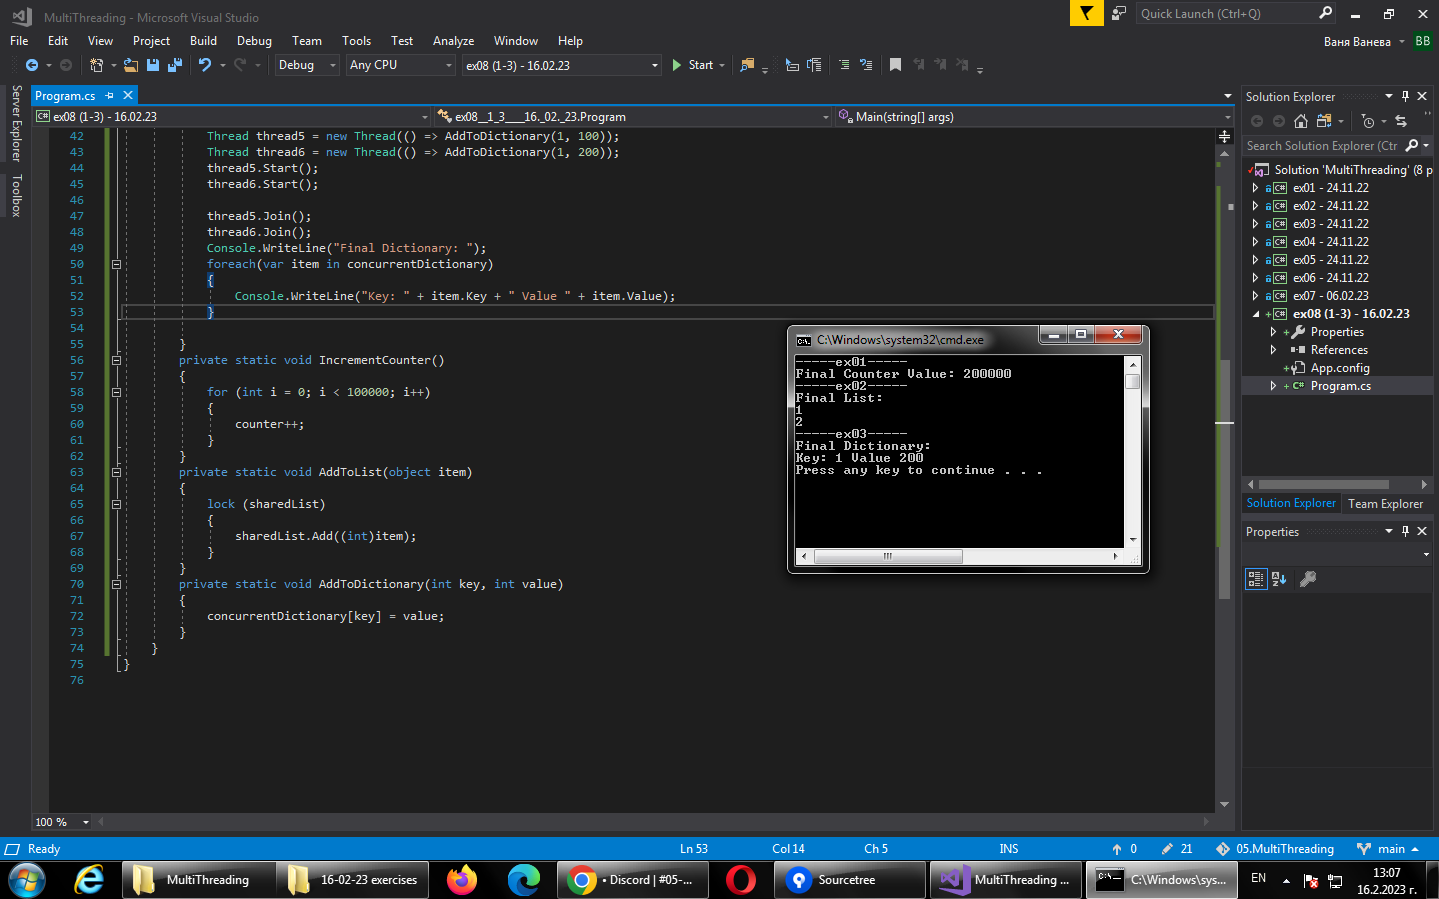 MultiThreading - Microsoft Visual Studio
Quick Launch (Ctrl+Q)
File Edit View Project Build Debug Team Tools Test Analyze Window Help
Ваня Ванева BB
Debug Any CPU ex08 (1-3) - 16.02.23 Start
Server Explorer
Toolbox
Program.cs
ex08 (1-3) - 16.02.23 ex08__1_3____16._02._23.Program Main(string[] args)
42 Thread thread5 = new Thread(() => AddToDictionary(1, 100));
43 Thread thread6 = new Thread(() => AddToDictionary(1, 200));
44 thread5.Start();
45 thread6.Start();
46
47 thread5.Join();
48 thread6.Join();
49 Console.WriteLine("Final Dictionary: ");
50 foreach(var item in concurrentDictionary)
51 {
52 Console.WriteLine("Key: " + item.Key + " Value " + item.Value);
53 }
54
55 }
56 private static void IncrementCounter()
57 {
58 for (int i = 0; i < 100000; i++)
59 {
60 counter++;
61 }
62 }
63 private static void AddToList(object item)
64 {
65 lock (sharedList)
66 {
67 sharedList.Add((int)item);
68 }
69 }
70 private static void AddToDictionary(int key, int value)
71 {
72 concurrentDictionary[key] = value;
73 }
74 }
75 }
76
C:\Windows\system32\cmd.exe
-----ex01-----
Final Counter Value: 200000
-----ex02-----
Final List:
1
2
-----ex03-----
Final Dictionary:
Key: 1 Value 200
Press any key to continue . . .
Solution Explorer
Search Solution Explorer (Ctr
Solution 'MultiThreading' (8 p
ex01 - 24.11.22
ex02 - 24.11.22
ex03 - 24.11.22
ex04 - 24.11.22
ex05 - 24.11.22
ex06 - 24.11.22
ex07 - 06.02.23
ex08 (1-3) - 16.02.23
Properties
References
App.config
C# Program.cs
Solution Explorer Team Explorer
Properties
100 %
Ready Ln 53 Col 14 Ch 5 INS 0 21 05.MultiThreading main
MultiThreading 16-02-23 exercises • Discord | #05-... Sourcetree MultiThreading ... C:\Windows\sys... EN 13:07
16.2.2023 г.